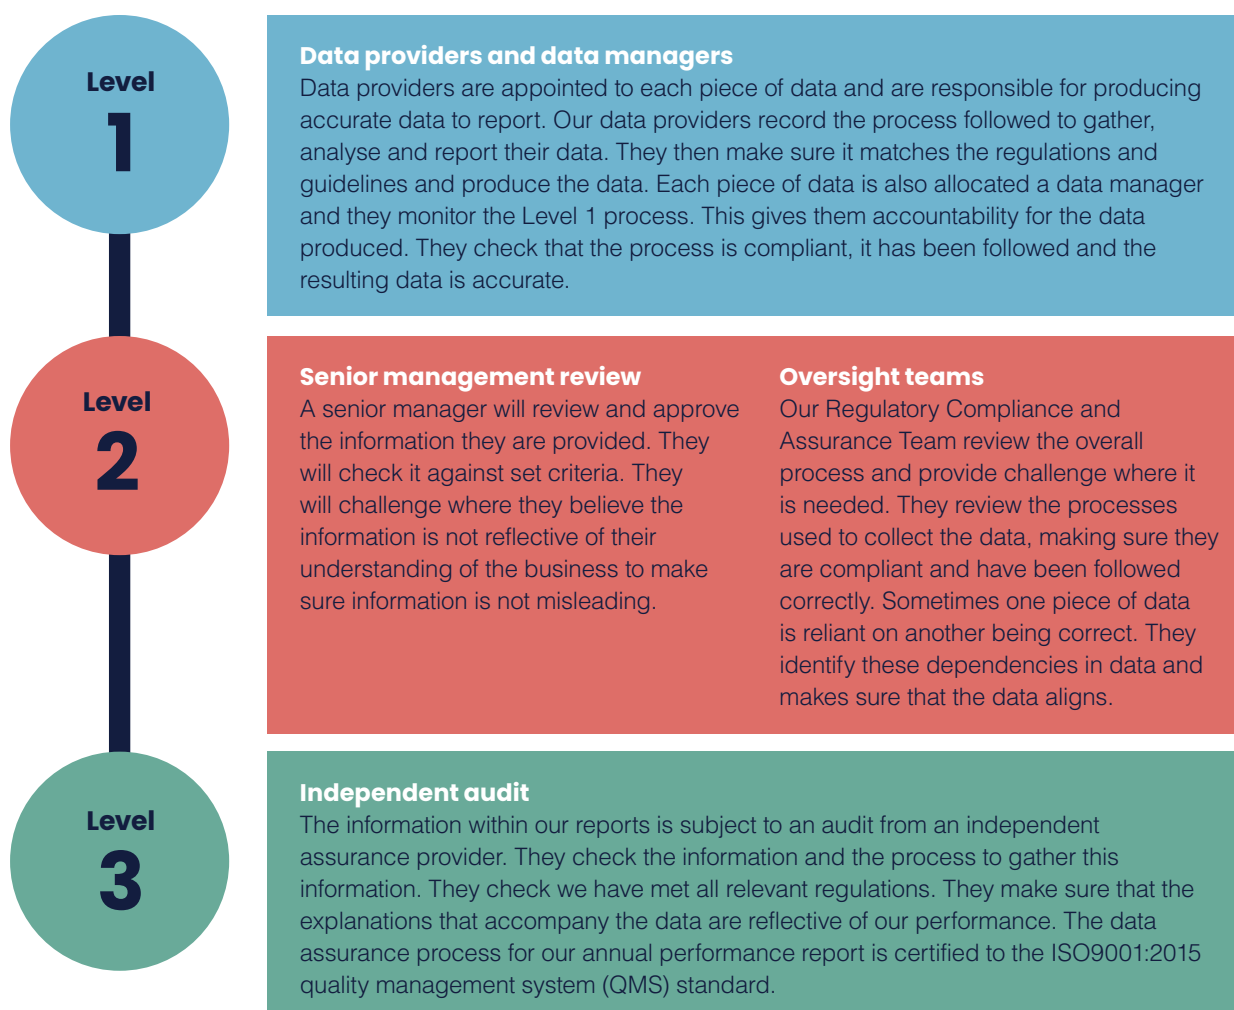 Level
1
Data providers and data managers
Data providers are appointed to each piece of data and are responsible for producing
accurate data to report. Our data providers record the process followed to gather,
analyse and report their data. They then make sure it matches the regulations and
guidelines and produce the data. Each piece of data is also allocated a data manager
and they monitor the Level 1 process. This gives them accountability for the data
produced. They check that the process is compliant, it has been followed and the
resulting data is accurate.
Level
2
Senior management review
A senior manager will review and approve
the information they are provided. They
will check it against set criteria. They
will challenge where they believe the
information is not reflective of their
understanding of the business to make
sure information is not misleading.
Oversight teams
Our Regulatory Compliance and
Assurance Team review the overall
process and provide challenge where it
is needed. They review the processes
used to collect the data, making sure they
are compliant and have been followed
correctly. Sometimes one piece of data
is reliant on another being correct. They
identify these dependencies in data and
makes sure that the data aligns.
Level
3
Independent audit
The information within our reports is subject to an audit from an independent
assurance provider. They check the information and the process to gather this
information. They check we have met all relevant regulations. They make sure that the
explanations that accompany the data are reflective of our performance. The data
assurance process for our annual performance report is certified to the ISO9001:2015
quality management system (QMS) standard.